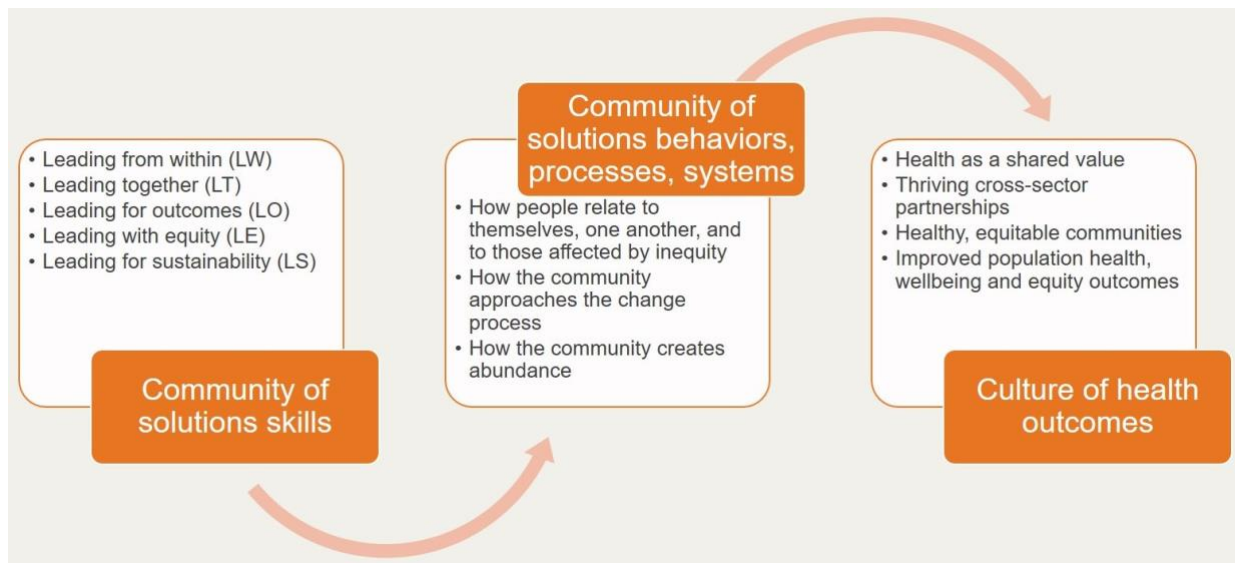 • Leading from within (LW)
• Leading together (LT)
• Leading for outcomes (LO)
• Leading with equity (LE)
• Leading for sustainability (LS)
Community of
solutions skills
Community of
solutions behaviors,
processes, systems
• How people relate to
themselves, one another, and
to those affected by inequity
• How the community
approaches the change
process
• How the community creates
abundance
• Health as a shared value
• Thriving cross-sector
partnerships
• Healthy, equitable communities
• Improved population health,
wellbeing and equity outcomes
Culture of health
outcomes